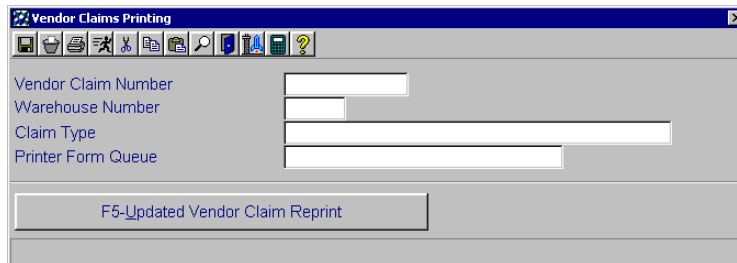 Vendor Claims Printing
Vendor Claim Number
Warehouse Number
Claim Type
Printer Form Queue
F5-Updated Vendor Claim Reprint